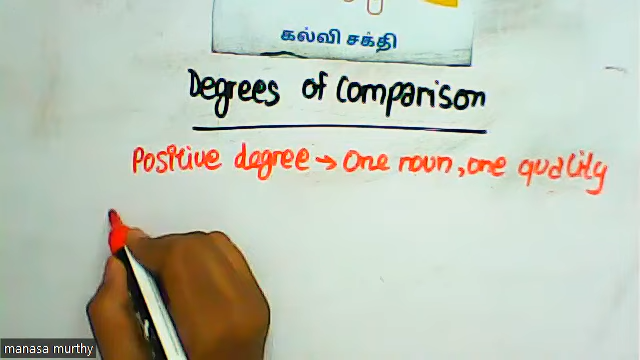 கல்வி சக்தி
Degrees of Comparison
Positive degree → One noun, one quality
manasa murthy